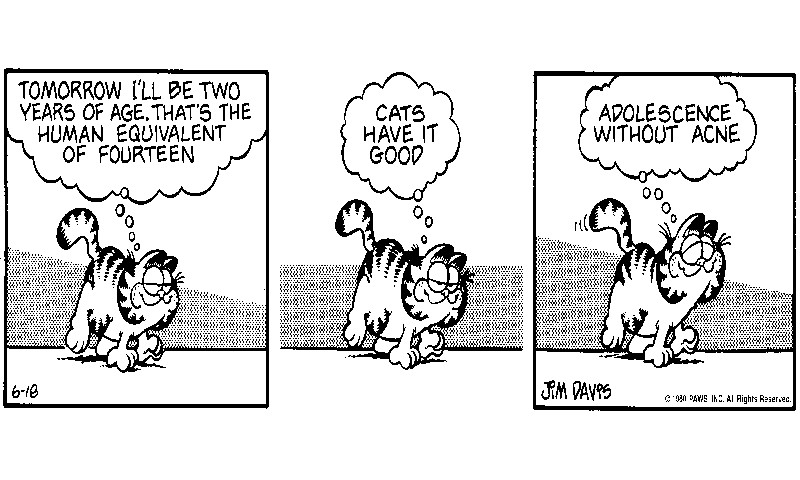 TOMORROW I'LL BE TWO
YEARS OF AGE. THAT'S THE
HUMAN EQUIVALENT
OF FOURTEEN
6-18
CATS
HAVE IT
GOOD
ADOLESCENCE
WITHOUT ACNE
JIM DAVIS
© 1980 PAWS, INC. All Rights Reserved.